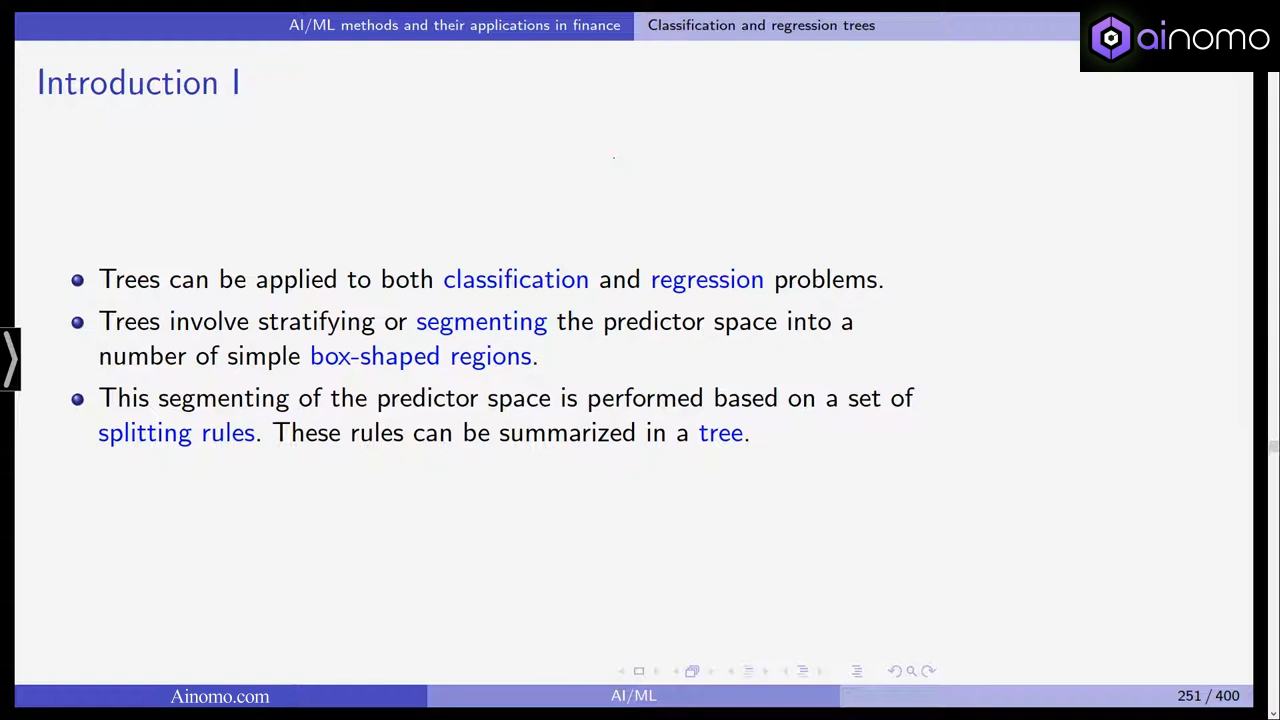 AI/ML methods and their applications in finance
Classification and regression trees
ainomo
Introduction I
Trees can be applied to both classification and regression problems.
Trees involve stratifying or segmenting the predictor space into a
number of simple box-shaped regions.
This segmenting of the predictor space is performed based on a set of
splitting rules. These rules can be summarized in a tree.
Ainomo.com
AI/ML
251 / 400